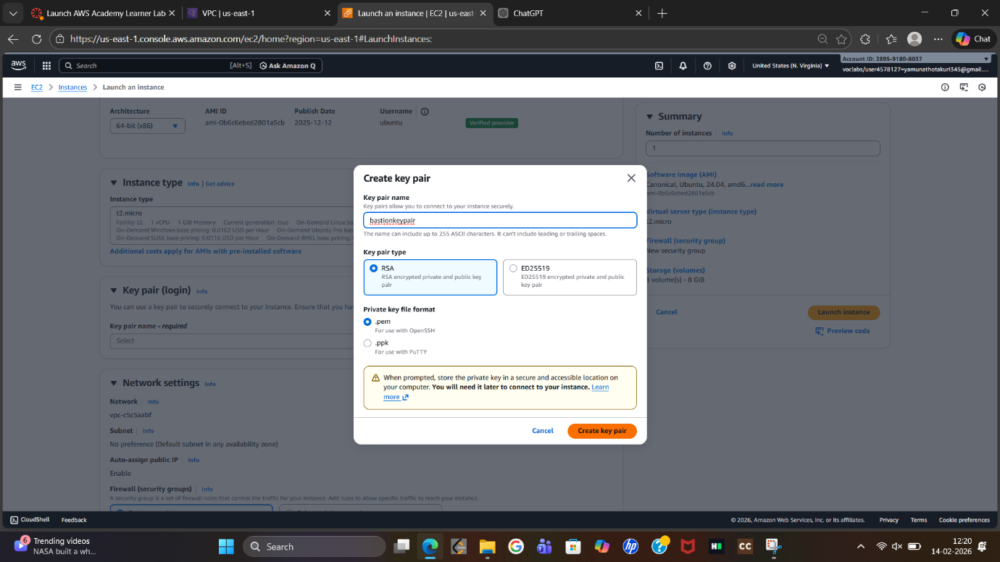 Launch AWS Academy Learner Lab
VPC | us-east-1
Launch an instance | EC2 | us-east
ChatGPT
https://us-east-1.console.aws.amazon.com/ec2/home?region=us-east-1#LaunchInstances:
Chat
aws
Search
[Alt+S]
Ask Amazon Q
United States (N. Virginia)
Account ID: 2895-9180-8037
voclabs/user4578127=yamunathotakuri345@gmail....
EC2
Instances
Launch an instance
Architecture
AMI ID
Publish Date
Username
64-bit (x86)
ami-0b6c6ebed2801a5cb
2025-12-12
ubuntu
Verified provider
Instance type
Info | Get advice
Instance type
t2.micro
Family: t2 1 vCPU 1 GiB Memory Current generation: true On-Demand Linux bas
On-Demand Windows base pricing: 0.0162 USD per Hour On-Demand Ubuntu Pro bas
On-Demand SUSE base pricing: 0.0116 USD per Hour On-Demand RHEL base pricing:
Additional costs apply for AMIs with pre-installed software
Key pair (login)
Info
You can use a key pair to securely connect to your instance. Ensure that you hav
Key pair name - required
Select
Network settings
Info
Network
Info
vpc-c5c5aabf
Subnet
Info
No preference (Default subnet in any availability zone)
Auto-assign public IP
Info
Enable
Firewall (security groups)
Info
A security group is a set of firewall rules that control the traffic for your instance. Add rules to allow specific traffic to reach your instance.
Create key pair
Key pair name
Key pairs allow you to connect to your instance securely.
bastionkeypair
The name can include up to 255 ASCII characters. It can't include leading or trailing spaces.
Key pair type
RSA
RSA encrypted private and public key
pair
ED25519
ED25519 encrypted private and public
key pair
Private key file format
.pem
For use with OpenSSH
.ppk
For use with PuTTY
When prompted, store the private key in a secure and accessible location on
your computer. You will need it later to connect to your instance. Learn
more
Cancel
Create key pair
Summary
Number of instances
Info
1
Software Image (AMI)
Canonical, Ubuntu, 24.04, amd6...read more
ami-0b6c6ebed2801a5cb
Virtual server type (instance type)
t2.micro
Firewall (security group)
New security group
Storage (volumes)
1 volume(s) - 8 GiB
Cancel
Launch instance
Preview code
CloudShell
Feedback
© 2026, Amazon Web Services, Inc. or its affiliates.
Privacy
Terms
Cookie preferences
6
Trending videos
NASA built a wh...
Search
12:20
14-02-2026